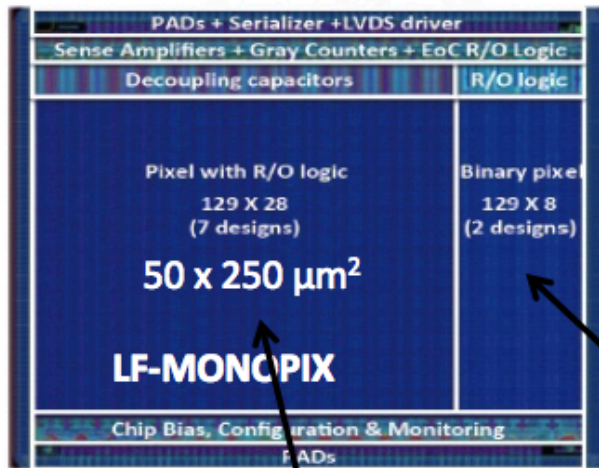 PADs + Serializer +LVDS driver
Sense Amplifiers + Gray Counters + EoC R/O Logic
Decoupling capacitors
R/O logic
Pixel with R/O logic
129 X 28
(7 designs)
50 x 250 µm²
LF-MONOPIX
Binary pixel
129 X 8
(2 designs)
Chip Bias, Configuration & Monitoring
PADs